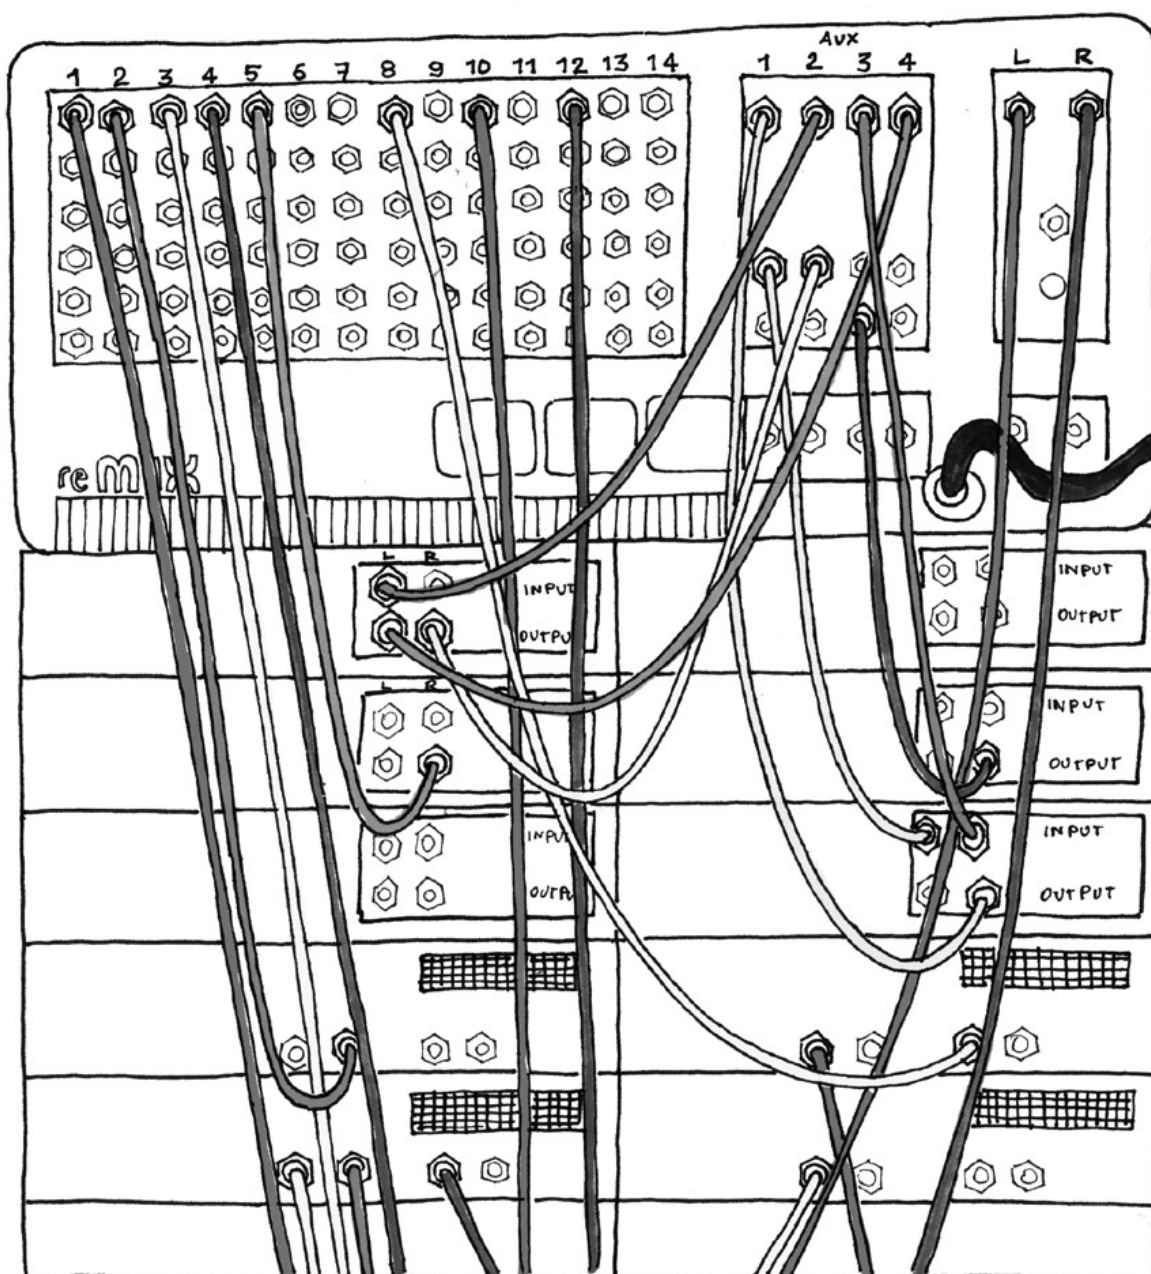 AUX
1 2 3 4 5 6 7 8 9 10 11 12 13 14 1 2 3 4 L R
remix
L R
INPUT INPUT
OUTPUT OUTPUT
L R
INPUT
OUTPUT
INPUT INPUT
OUTPU OUTPUT